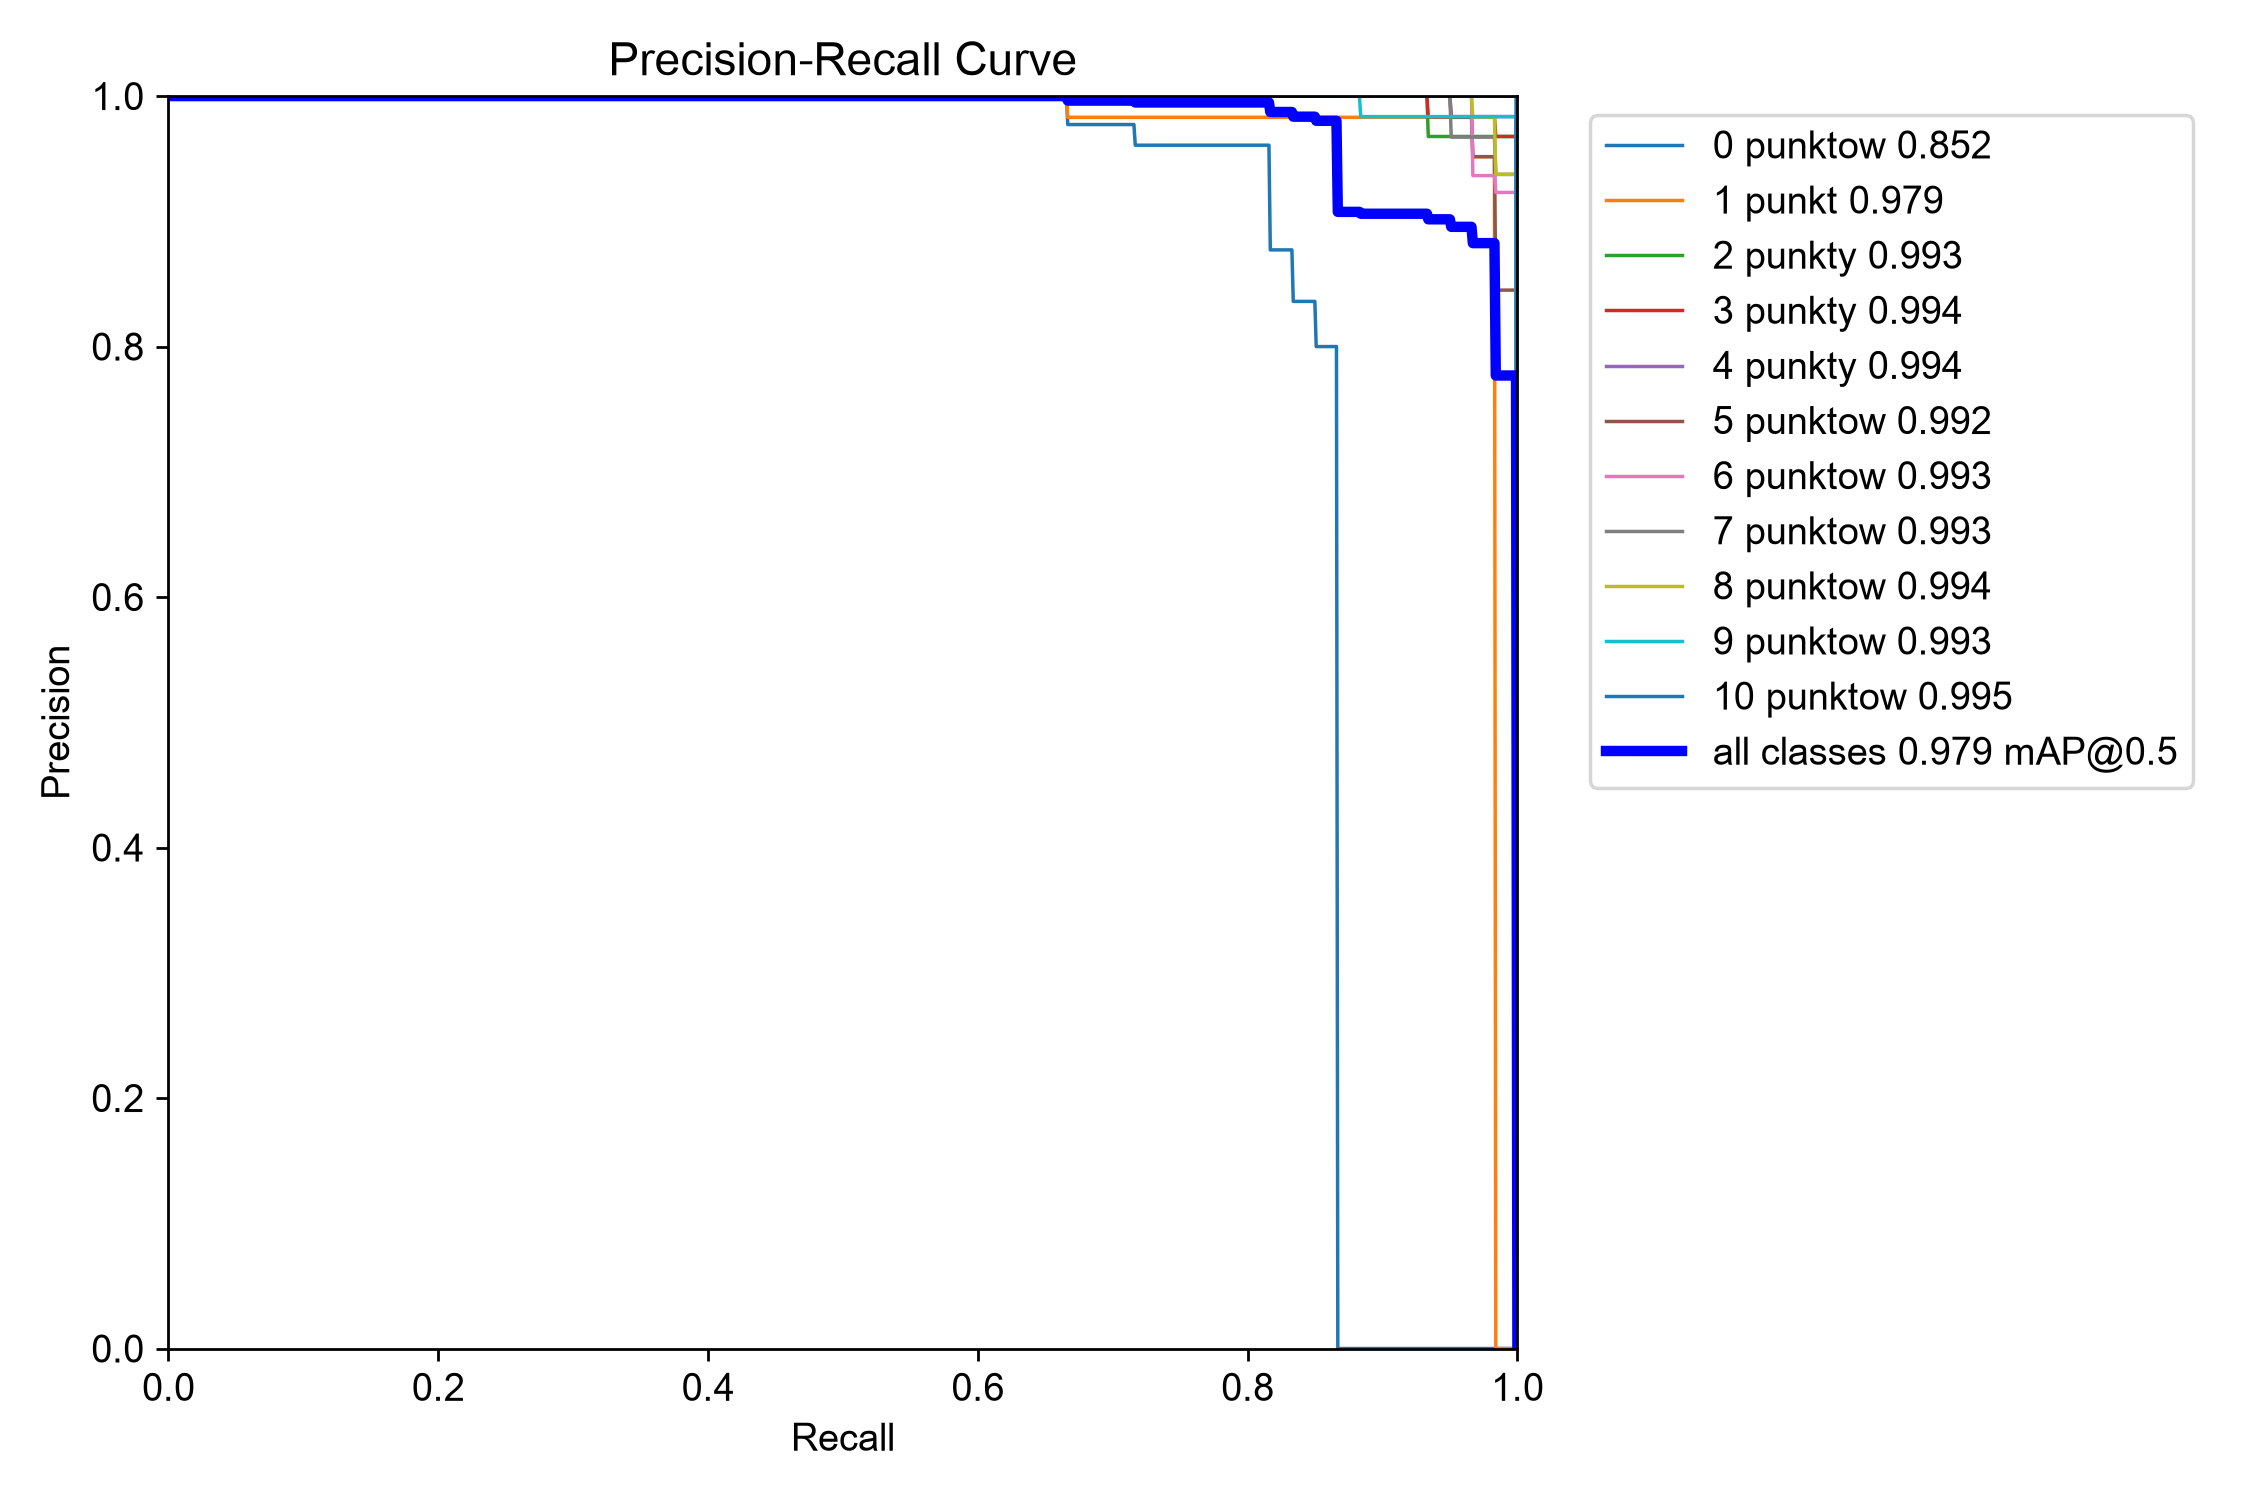 Precision-Recall Curve
1.0
0.8
0.6
0.4
0.2
0.0
Precision
0.0 0.2 0.4 0.6 0.8 1.0
Recall
0 punktow 0.852
1 punkt 0.979
2 punkty 0.993
3 punkty 0.994
4 punkty 0.994
5 punktow 0.992
6 punktow 0.993
7 punktow 0.993
8 punktow 0.994
9 punktow 0.993
10 punktow 0.995
all classes 0.979 mAP@0.5